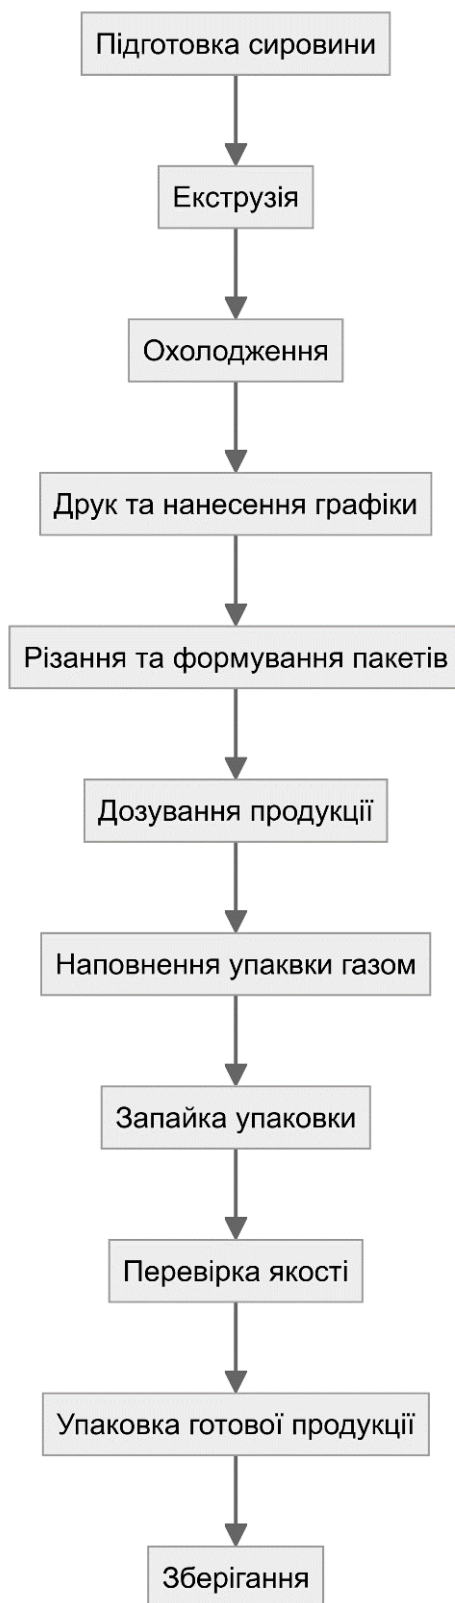 Підготовка сировини
Екструзія
Охолодження
Друк та нанесення графіки
Різання та формування пакетів
Дозування продукції
Наповнення упаквки газом
Запайка упаковки
Перевірка якості
Упаковка готової продукції
Зберігання